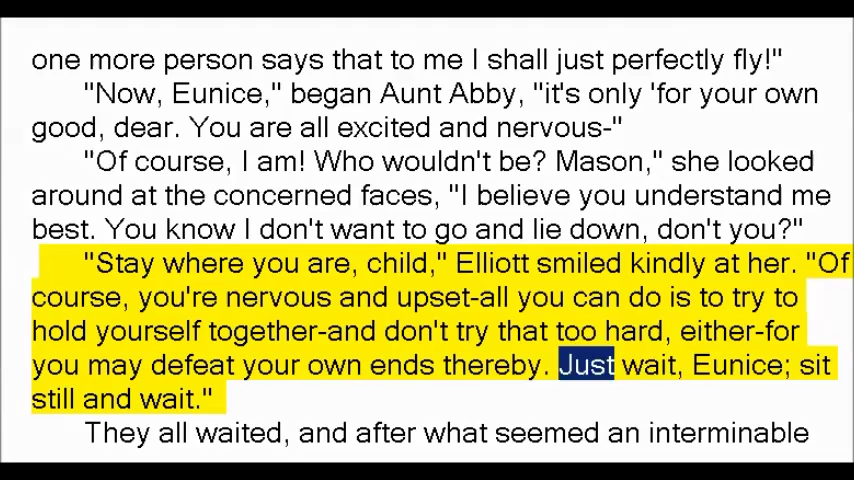 one more person says that to me I shall just perfectly fly!"
"Now, Eunice," began Aunt Abby, "it's only 'for your own
good, dear. You are all excited and nervous-"
"Of course, I am! Who wouldn't be? Mason," she looked
around at the concerned faces, "I believe you understand me
best. You know I don't want to go and lie down, don't you?"
"Stay where you are, child," Elliott smiled kindly at her. "Of
course, you're nervous and upset-all you can do is to try to
hold yourself together-and don't try that too hard, either-for
you may defeat your own ends thereby. Just wait, Eunice; sit
still and wait."
They all waited, and after what seemed an interminable